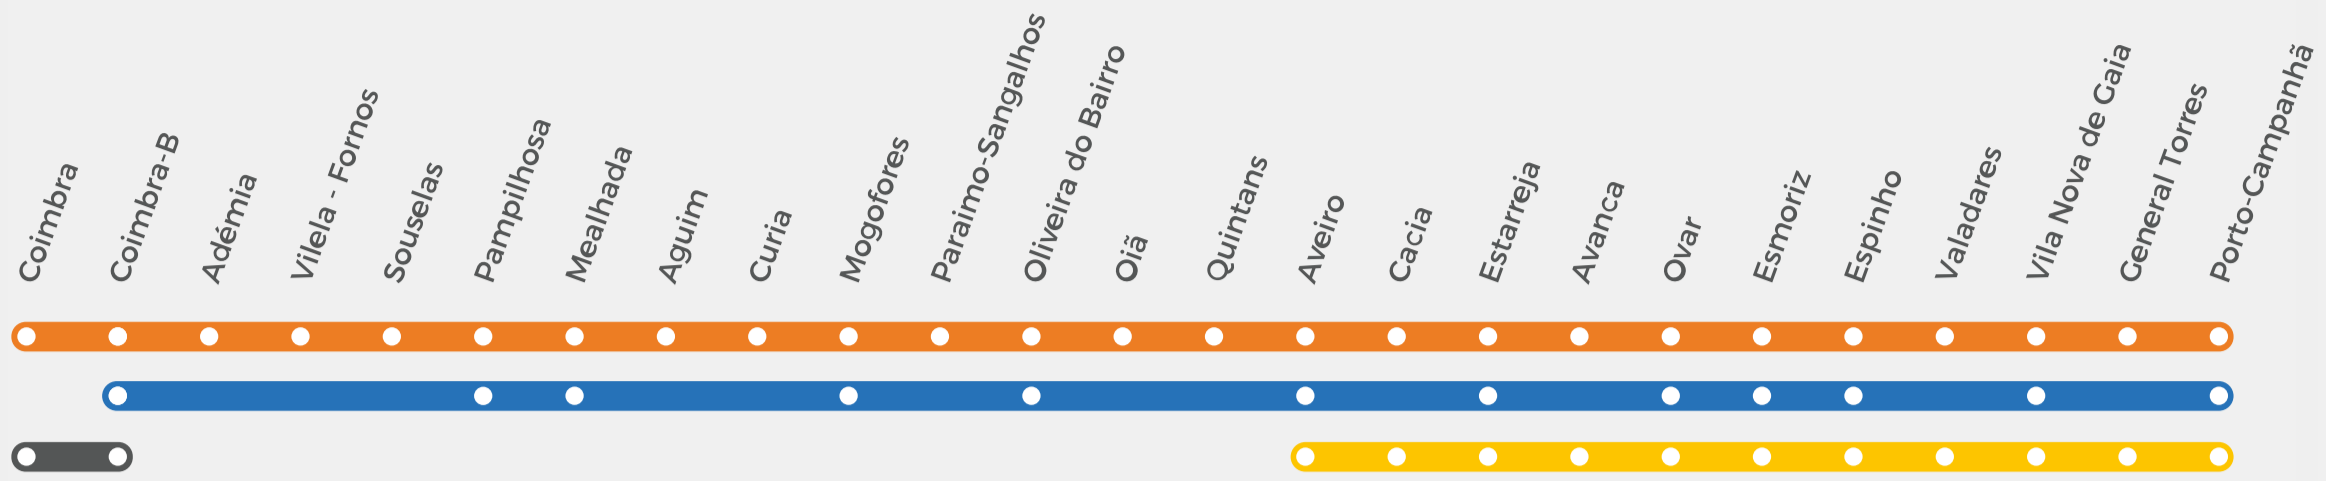 Coimbra
Coimbra-B
Adémia
Vilela - Fornos
Souselas
Pampilhosa
Mealhada
Aguim
Curia
Mogofores
Paraimo-Sangalhos
Oliveira do Bairro
Oiã
Quintans
Aveiro
Cacia
Estarreja
Avanca
Ovar
Esmoriz
Espinho
Valadares
Vila Nova de Gaia
General Torres
Porto-Campanhã